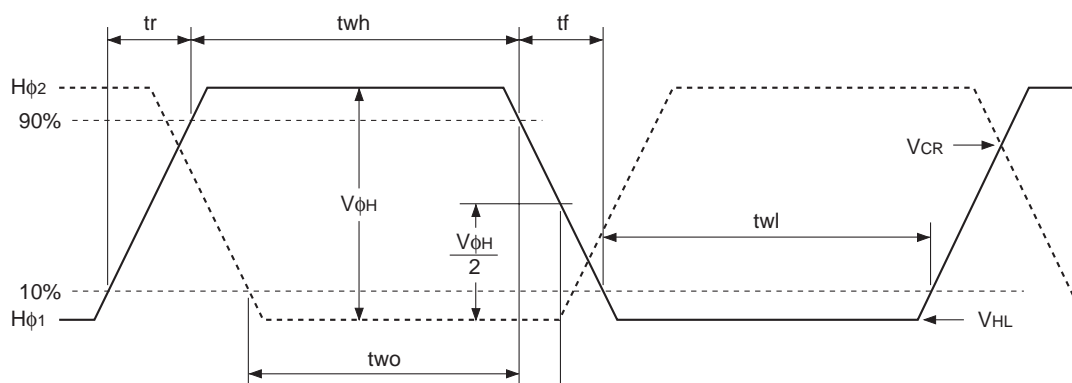 tr twh tf
Hϕ2
90%
VCR
VϕH
VϕH
2
twl
10%
Hϕ1
VHL
two